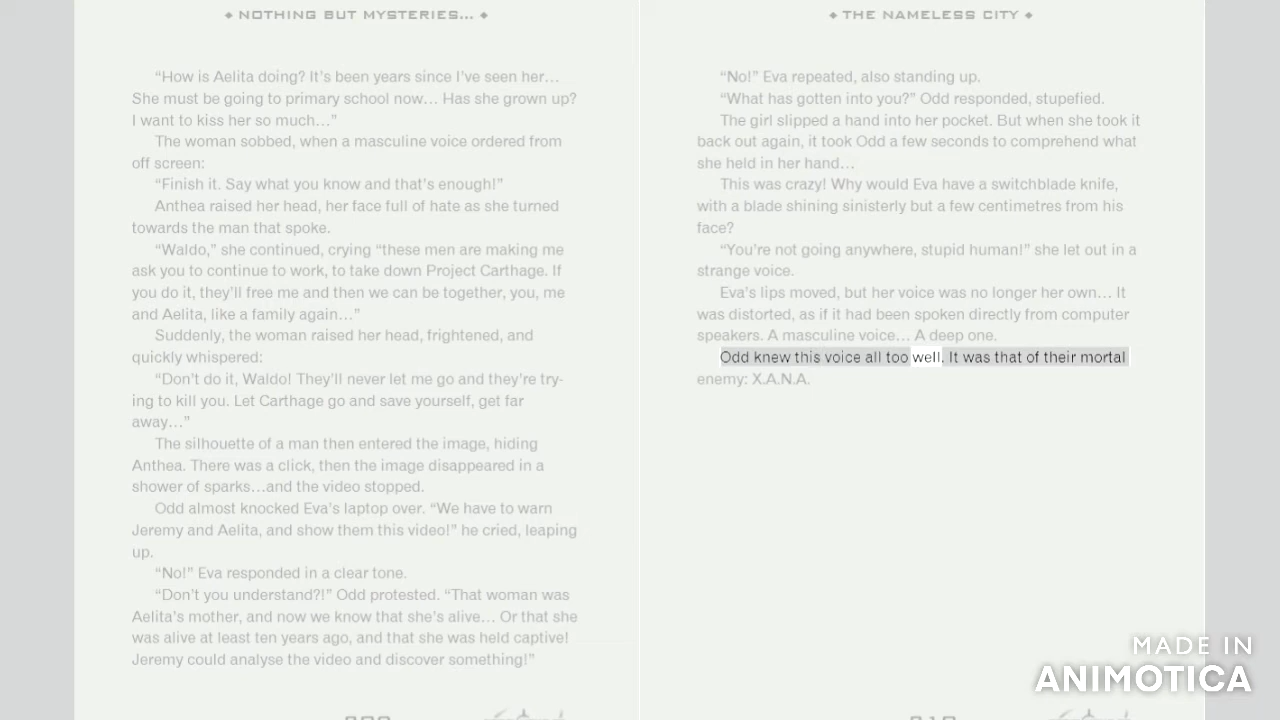 ◆ NOTHING BUT MYSTERIES... ◆
“How is Aelita doing? It’s been years since I’ve seen her…
She must be going to primary school now… Has she grown up?
I want to kiss her so much…”
The woman sobbed, when a masculine voice ordered from
off screen:
“Finish it. Say what you know and that’s enough!”
Anthea raised her head, her face full of hate as she turned
towards the man that spoke.
“Waldo,” she continued, crying “these men are making me
ask you to continue to work, to take down Project Carthage. If
you do it, they’ll free me and then we can be together, you, me
and Aelita, like a family again…”
Suddenly, the woman raised her head, frightened, and
quickly whispered:
“Don’t do it, Waldo! They’ll never let me go and they’re try-
ing to kill you. Let Carthage go and save yourself, get far
away…”
The silhouette of a man then entered the image, hiding
Anthea. There was a click, then the image disappeared in a
shower of sparks…and the video stopped.
Odd almost knocked Eva’s laptop over. “We have to warn
Jeremy and Aelita, and show them this video!” he cried, leaping
up.
“No!” Eva responded in a clear tone.
“Don’t you understand?!” Odd protested. “That woman was
Aelita’s mother, and now we know that she’s alive… Or that she
was alive at least ten years ago, and that she was held captive!
Jeremy could analyse the video and discover something!”
◆ THE NAMELESS CITY ◆
“No!” Eva repeated, also standing up.
“What has gotten into you?” Odd responded, stupefied.
The girl slipped a hand into her pocket. But when she took it
back out again, it took Odd a few seconds to comprehend what
she held in her hand…
This was crazy! Why would Eva have a switchblade knife,
with a blade shining sinisterly but a few centimetres from his
face?
“You’re not going anywhere, stupid human!” she let out in a
strange voice.
Eva’s lips moved, but her voice was no longer her own… It
was distorted, as if it had been spoken directly from computer
speakers. A masculine voice… A deep one.
Odd knew this voice all too well. It was that of their mortal
enemy: X.A.N.A.
MADE IN
ANIMOTICA